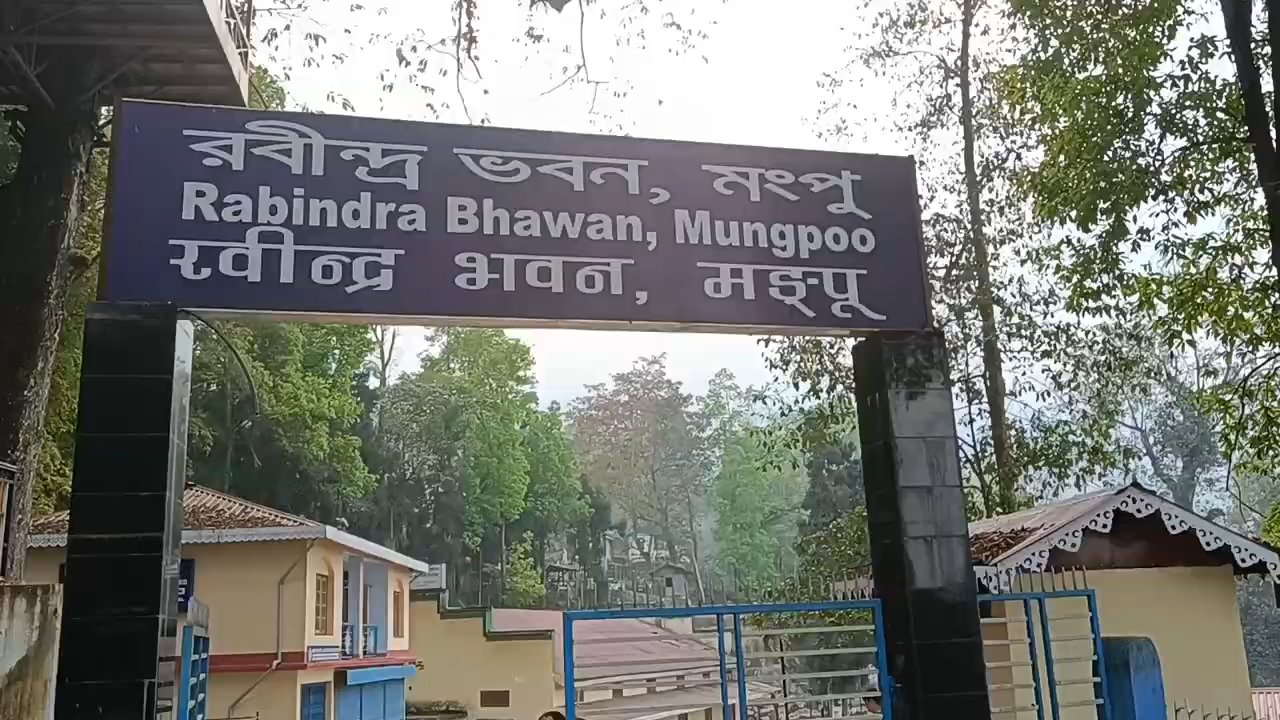 রবীন্দ্র ভবন, মংপু
Rabindra Bhawan, Mungpoo
रवीन्द्र भवन, मङ्पू